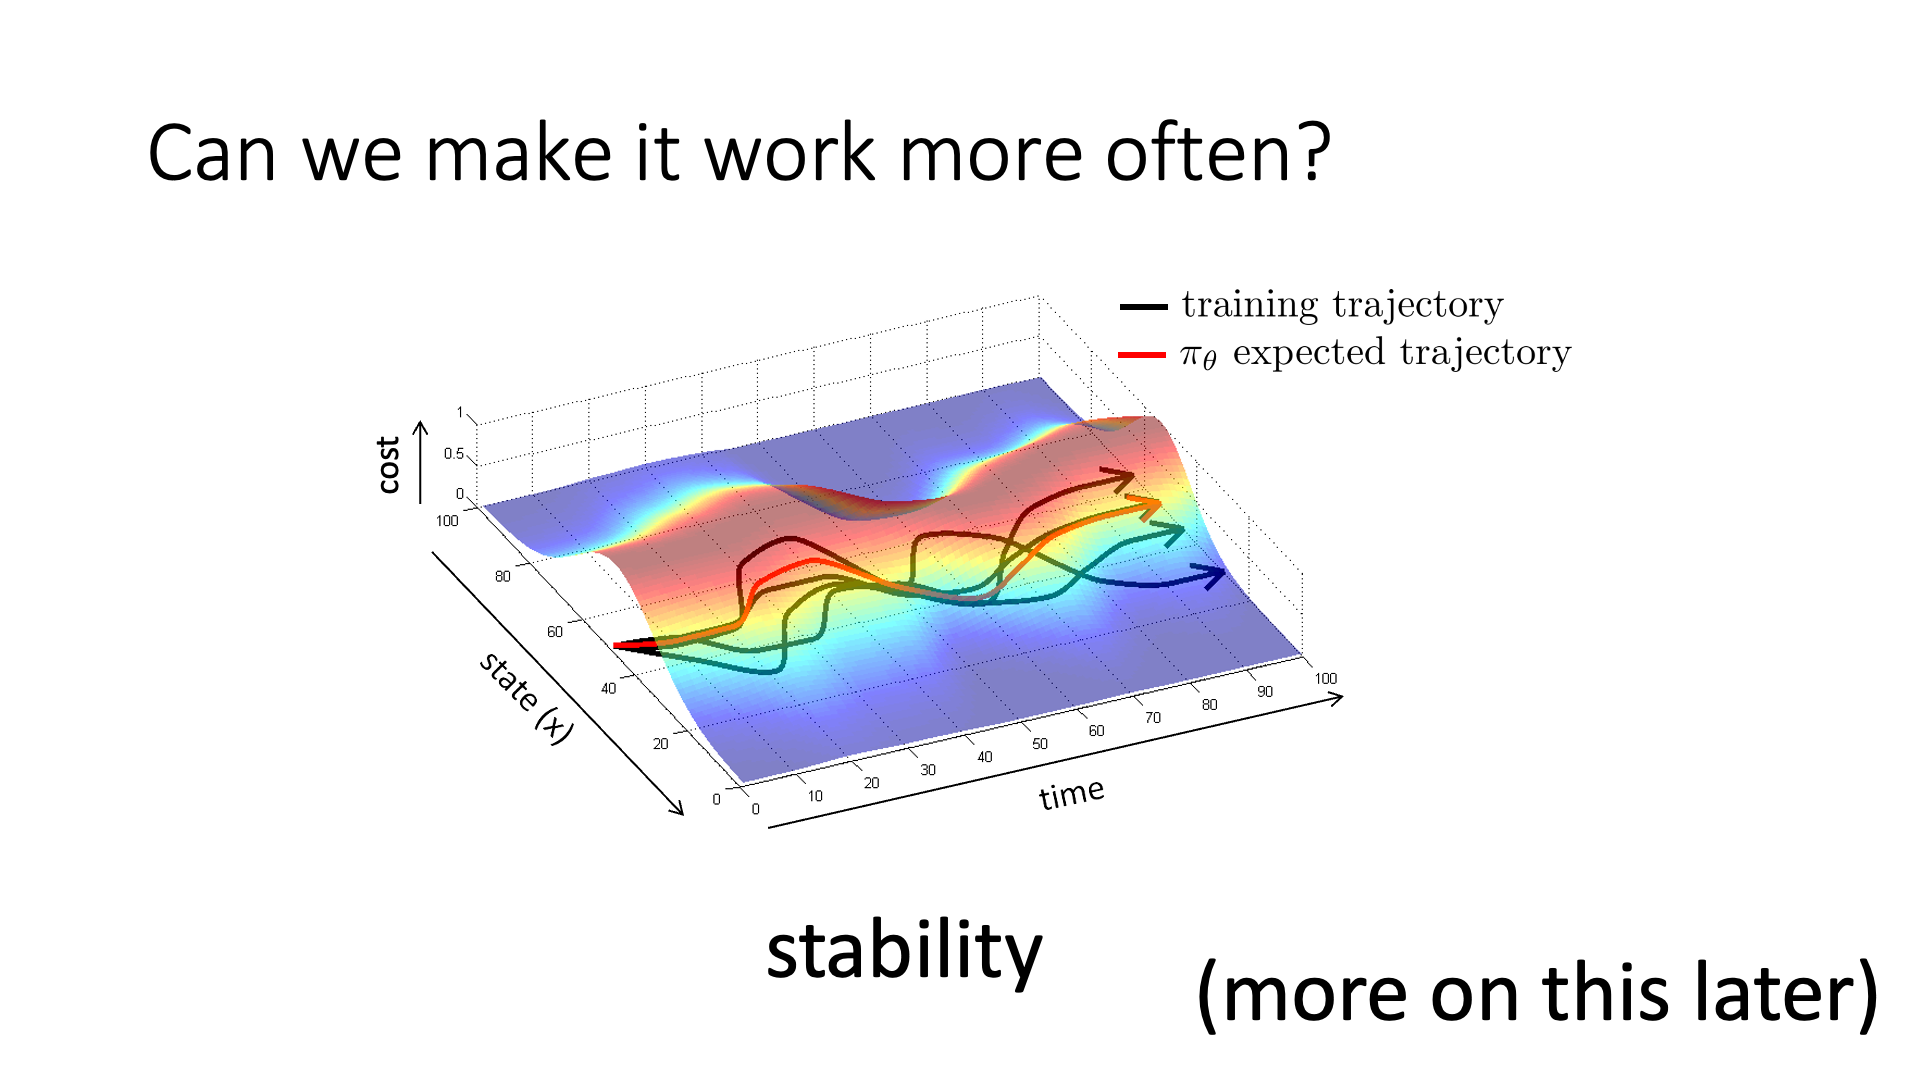 Can we make it work more often?
training trajectory
π_θ expected trajectory
cost
1
0.5
0
100
80
60
40
20
0
state (x)
0
10
20
30
40
50
60
70
80
90
100
time
stability
(more on this later)